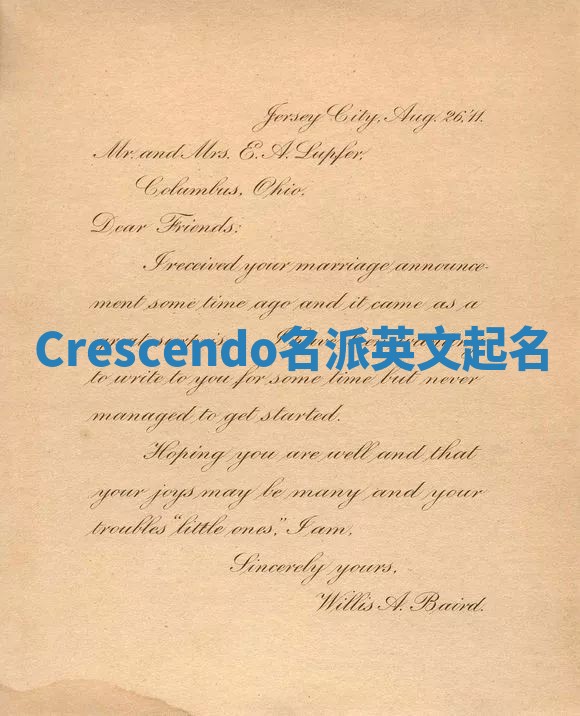 Jersey City, Aug. 26, '11.
Mr. and Mrs. E. A. Lupfer,
Columbus, Ohio.
Dear Friends:
I received your marriage announce-
ment some time ago and it came as a
great surprise. I
Crescendo名派英文起名
to write to you for some time but never
managed to get started.
Hoping you are well and that
your joys may be many and your
troubles "little ones," I am,
Sincerely yours,
Willis A. Baird.